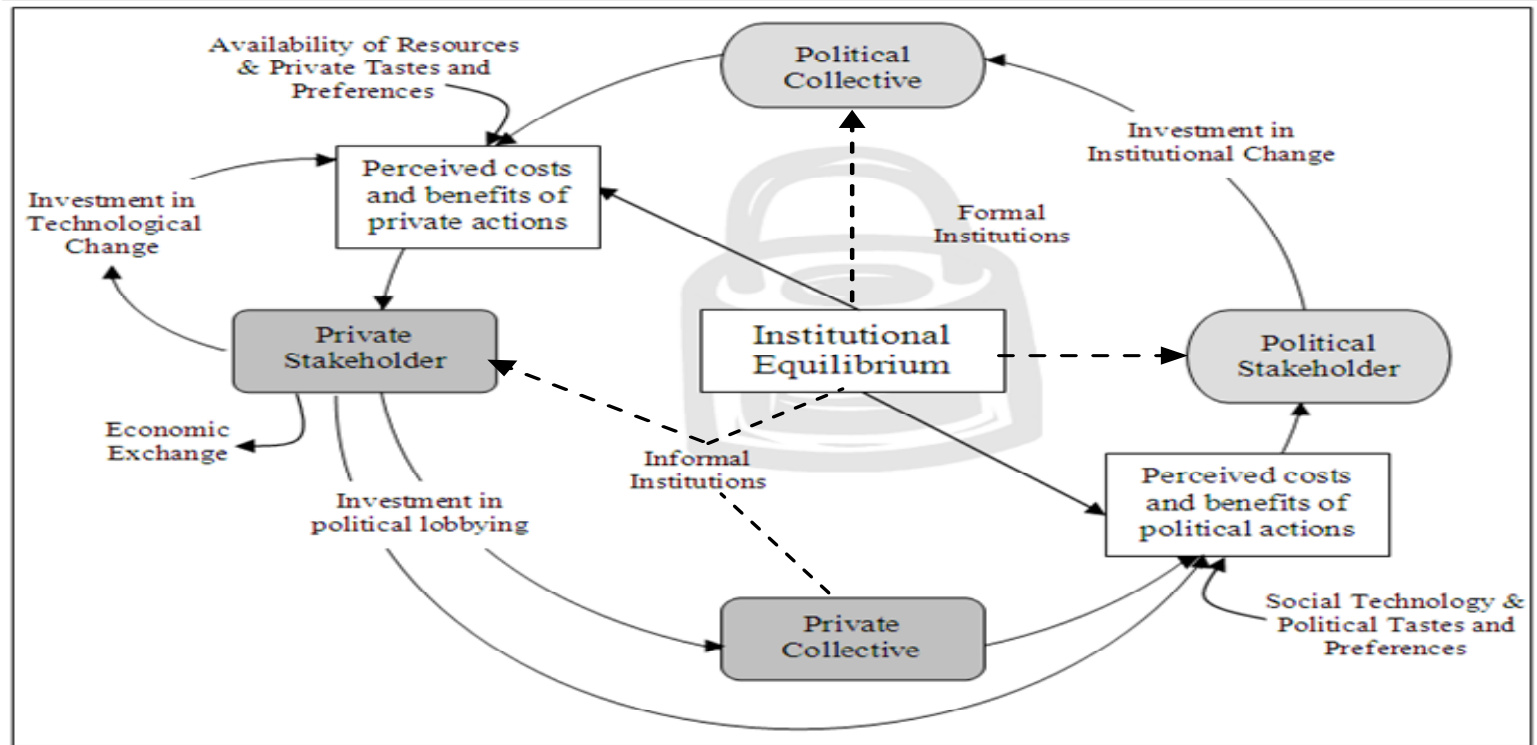 Availability of Resources
& Private Tastes and
Preferences
Political
Collective
Investment in
Institutional Change
Perceived costs
and benefits of
private actions
Investment in
Technological
Change
Formal
Institutions
Private
Stakeholder
Institutional
Equilibrium
Political
Stakeholder
Economic
Exchange
Informal
Institutions
Investment in
political lobbying
Perceived costs
and benefits of
political actions
Private
Collective
Social Technology &
Political Tastes and
Preferences